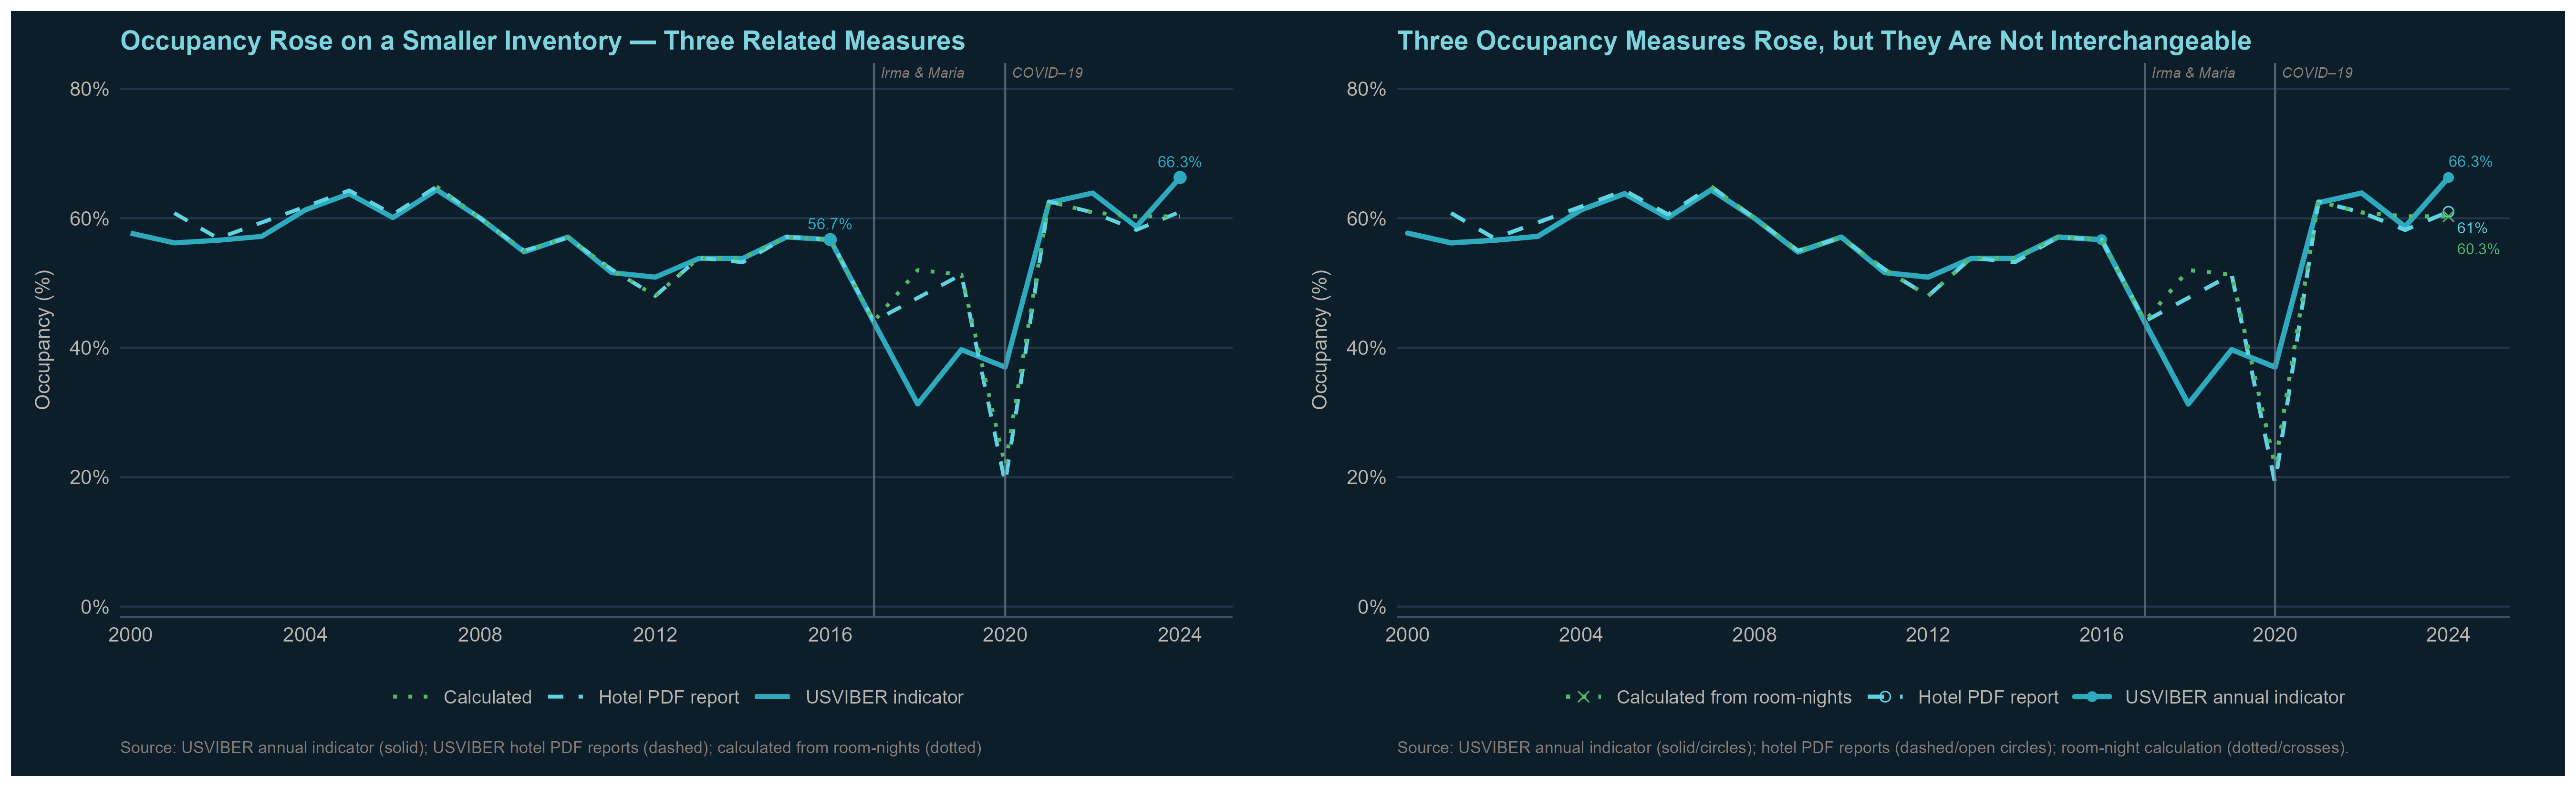 Occupancy Rose on a Smaller Inventory — Three Related Measures
Irma & Maria
COVID–19
80%
60%
40%
20%
0%
Occupancy (%)
56.7%
66.3%
2000
2004
2008
2012
2016
2020
2024
Calculated
Hotel PDF report
USVIBER indicator
Source: USVIBER annual indicator (solid); USVIBER hotel PDF reports (dashed); calculated from room-nights (dotted)
Three Occupancy Measures Rose, but They Are Not Interchangeable
Irma & Maria
COVID–19
80%
60%
40%
20%
0%
Occupancy (%)
66.3%
61%
60.3%
2000
2004
2008
2012
2016
2020
2024
Calculated from room-nights
Hotel PDF report
USVIBER annual indicator
Source: USVIBER annual indicator (solid/circles); hotel PDF reports (dashed/open circles); room-night calculation (dotted/crosses).